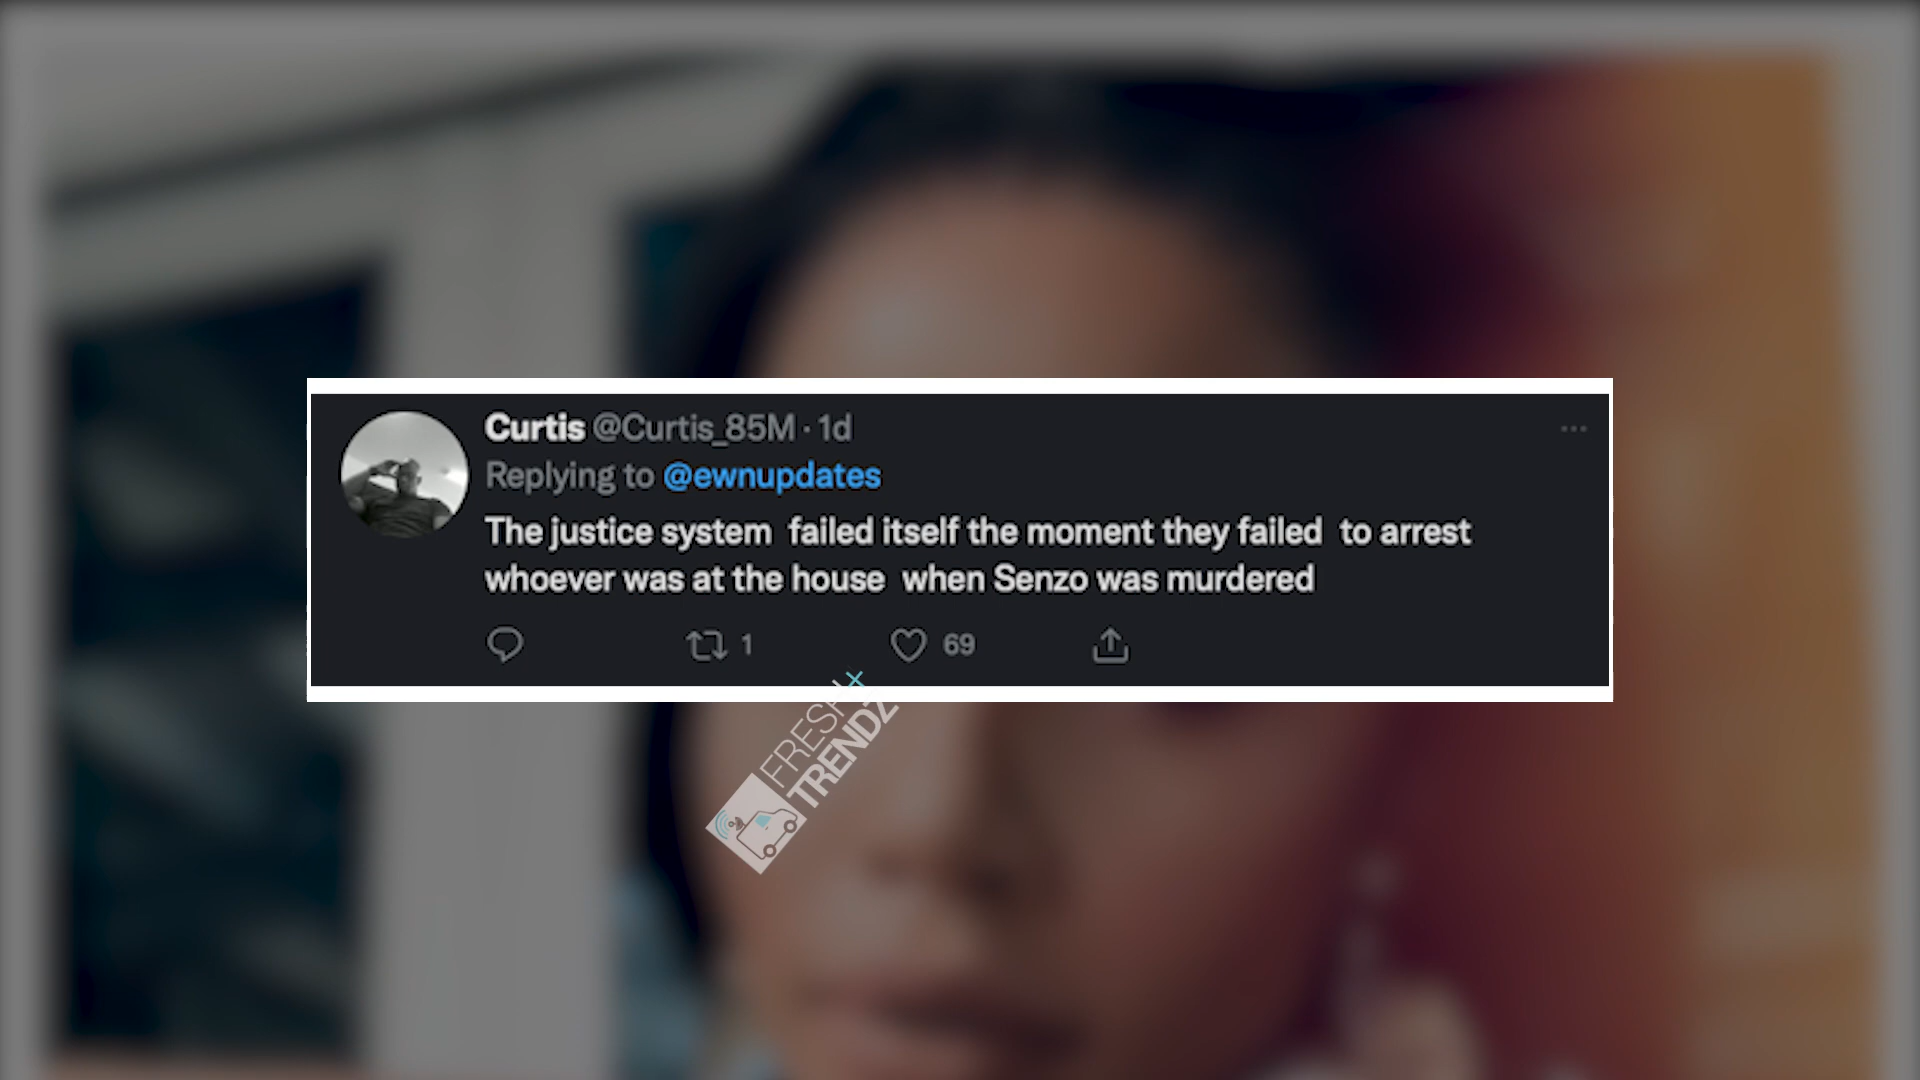 Curtis @Curtis_85M · 1d
Replying to @ewnupdates
The justice system  failed itself the moment they failed  to arrest
whoever was at the house  when Senzo was murdered
1
69
FRESH
TRENDZ